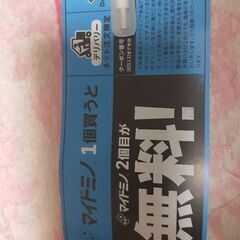 デリバリー
ネット注文限定
クーポン番号
マイドミノ 1個買うと
マイドミノ 2個目が
無料!